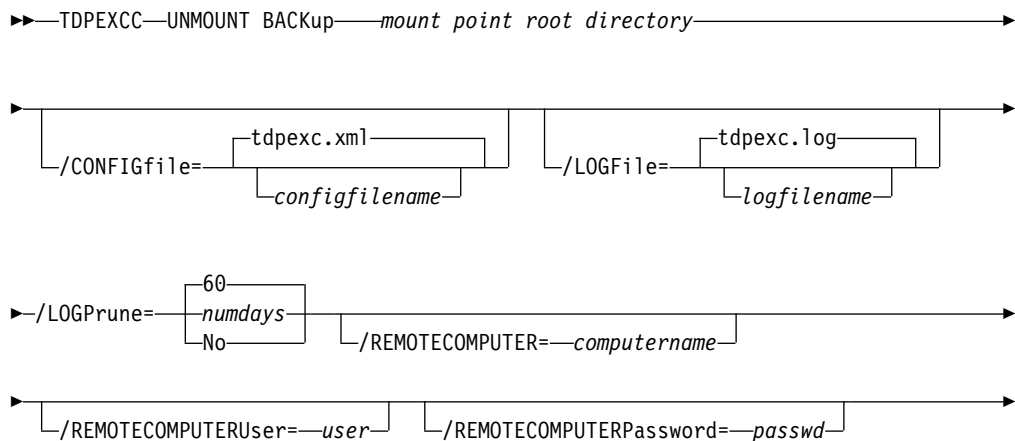 TDPEXCC UNMOUNT BACKup mount point root directory
tdpexc.xml
/CONFIGfile=
configfilename
tdpexc.log
/LOGFile=
logfilename
60
/LOGPrune= numdays
No
/REMOTECOMPUTER= computername
/REMOTECOMPUTERUser= user /REMOTECOMPUTERPassword= passwd